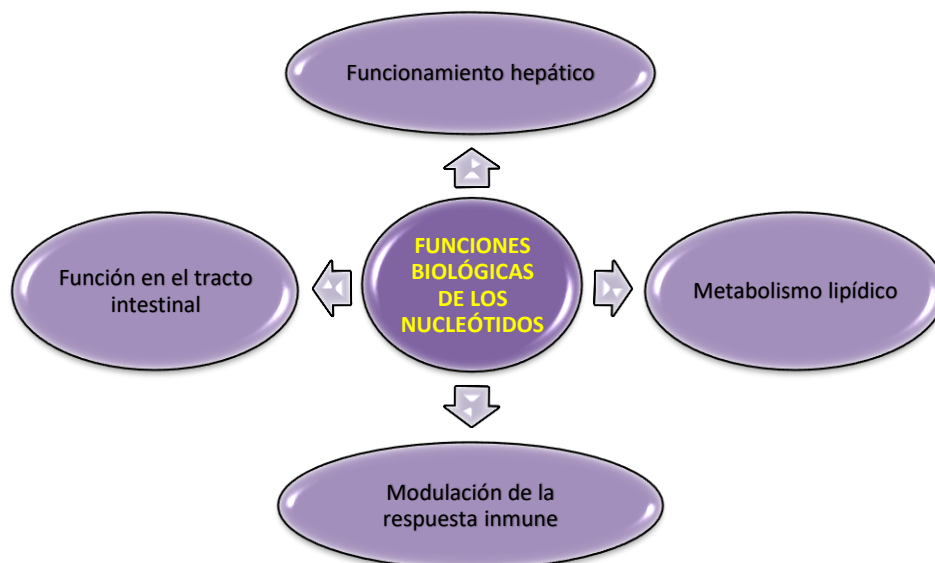 Funcionamiento hepático
FUNCIONES
BIOLÓGICAS
DE LOS
NUCLEÓTIDOS
Función en el tracto
intestinal
Metabolismo lipídico
Modulación de la
respuesta inmune